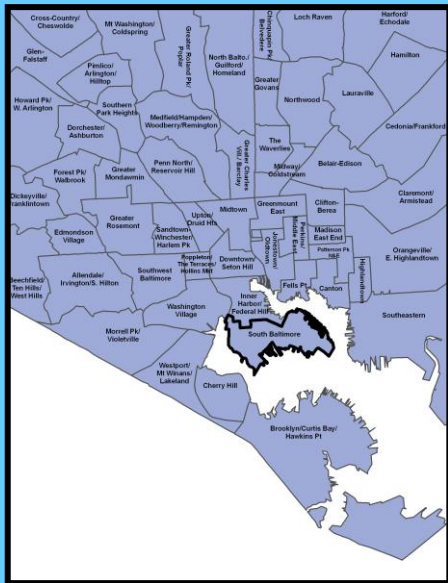 Cross-Country/
Cheswolde
Mt Washington/
Coldspring
Greater Roland Pk/
Poplar
Chinquapin Pk/
Belvedere
Loch Raven
Harford/
Echodale
Glen-
Falstaff
Pimlico/
Arlington/
Hilltop
North Balto./
Guilford/
Homeland
Greater
Govans
Hamilton
Howard Pk/
W. Arlington
Southern
Park Heights
Northwood
Lauraville
Dorchester/
Ashburton
Medfield/Hampden/
Woodberry/Remington
Cedonia/Frankford
The
Waverlies
Forest Pk/
Walbrook
Greater
Mondawmin
Penn North/
Reservoir Hill
Greater Charles
Vill / Barclay
Midway/
Coldstream
Belair-Edison
Claremont/
Armistead
Dickeyville/
Franklintown
Greater
Rosemont
Upton/
Druid Hts
Midtown
Greenmount
East
Clifton-
Berea
Edmondson
Village
Sandtown-
Winchester/
Harlem Pk
Jonestown/
Oldtown
Perkins/
Middle East
Madison
East End
Patterson Pk
N&E
Orangeville/
E. Highlandtown
Beechfield/
Ten Hills/
West Hills
Allendale/
Irvington/S. Hilton
Southwest
Baltimore
Poppleton/
The Terraces/
Hollins Mkt
Downtown/
Seton Hill
Fells Pt
Canton
Highlandtown
Washington
Village
Inner
Harbor/
Federal Hill
Southeastern
Morrell Pk/
Violetville
South Baltimore
Westport/
Mt Winans/
Lakeland
Cherry Hill
Brooklyn/Curtis Bay/
Hawkins Pt